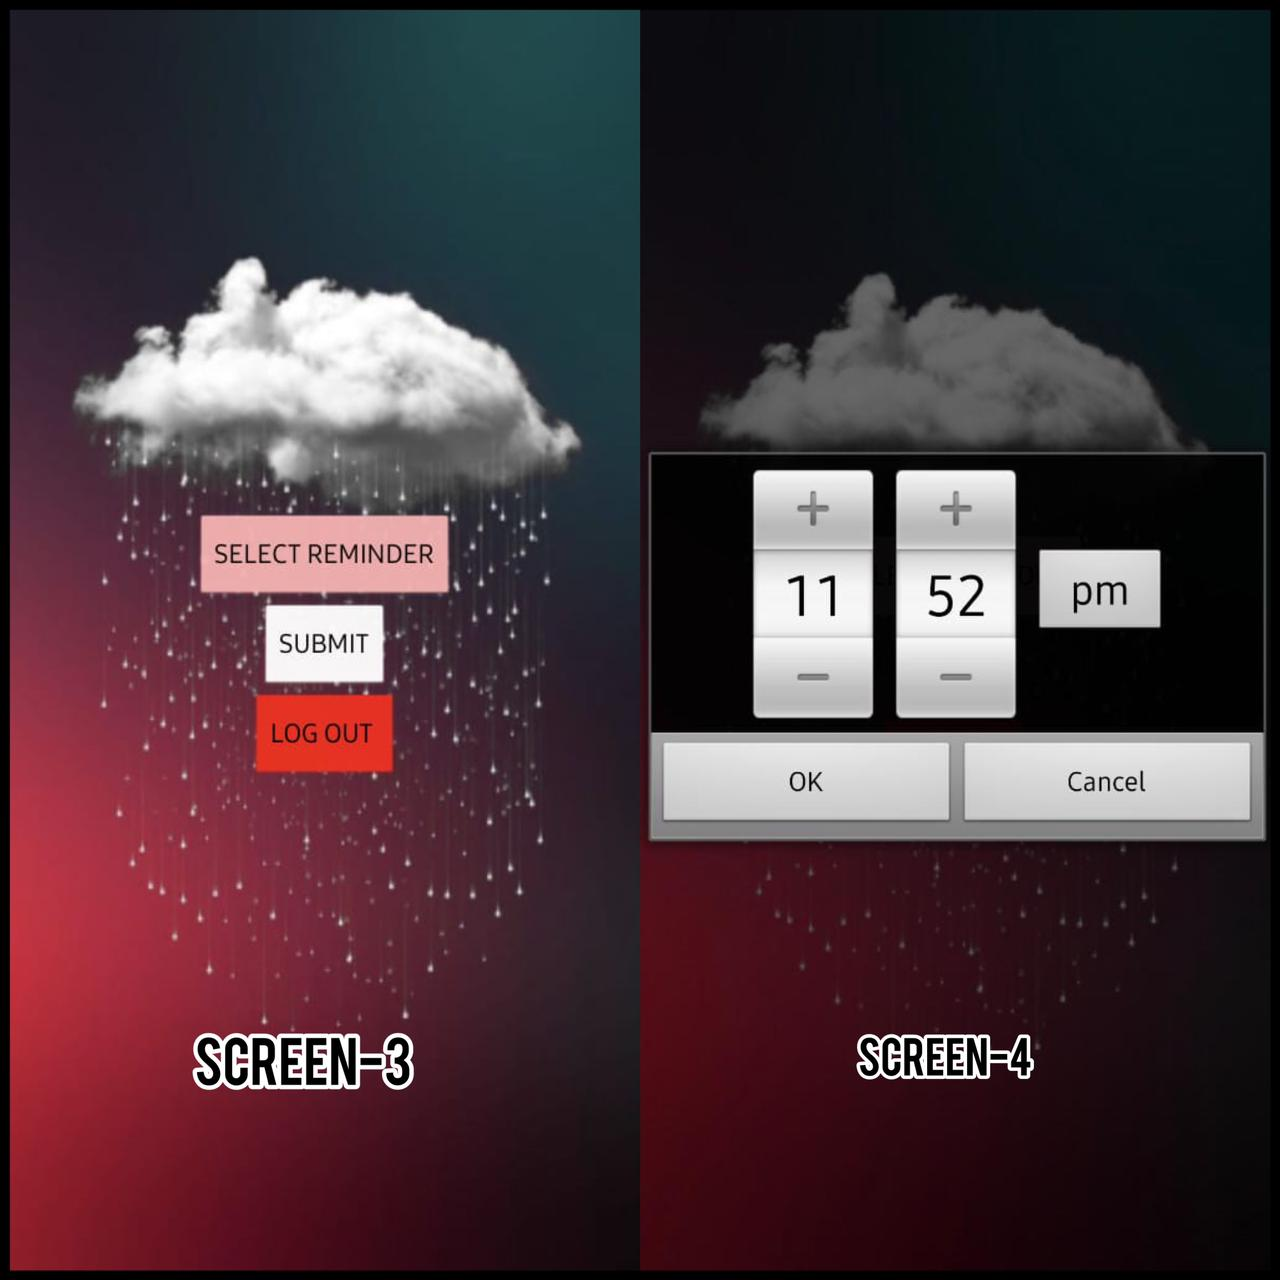 SELECT REMINDER
SUBMIT
LOG OUT
SCREEN-3
+ +
11 52 pm
− −
OK Cancel
SCREEN-4